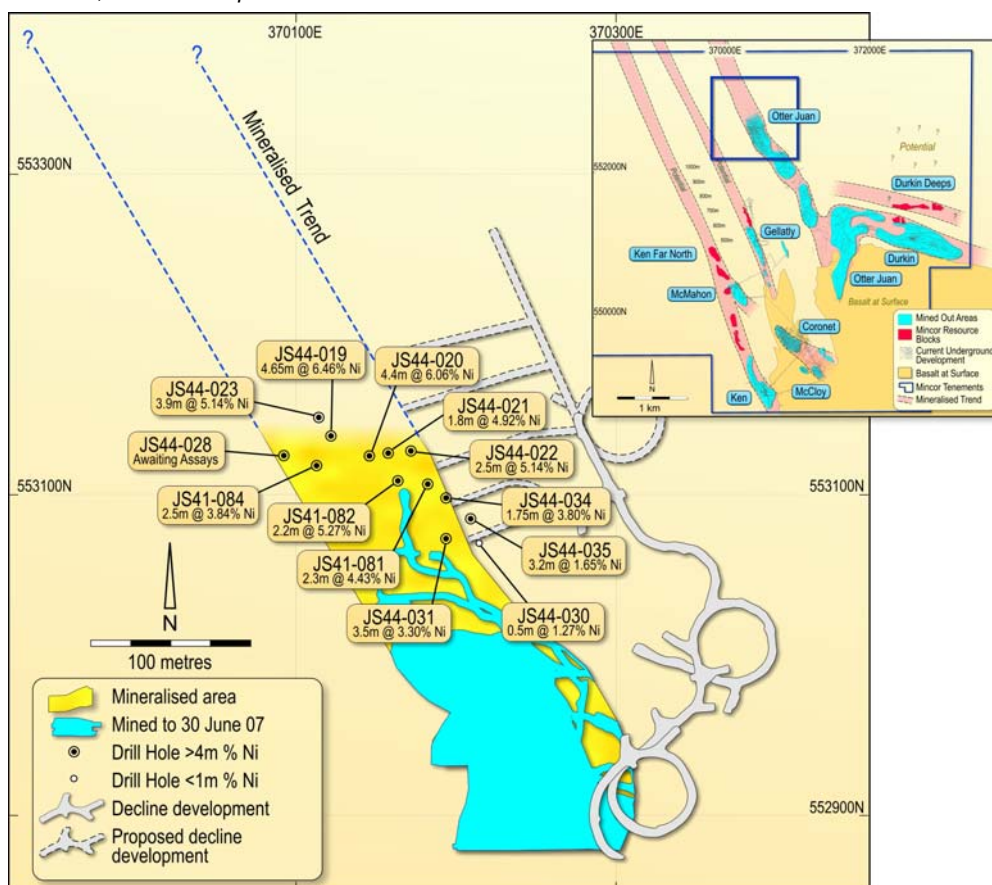 370100E
370300E
?
?
Mineralised Trend
553300N
553100N
552900N
JS44-019
4.65m @ 6.46% Ni
JS44-020
4.4m @ 6.06% Ni
JS44-023
3.9m @ 5.14% Ni
JS44-021
1.8m @ 4.92% Ni
JS44-028
Awaiting Assays
JS44-022
2.5m @ 5.14% Ni
JS41-084
2.5m @ 3.84% Ni
JS41-082
2.2m @ 5.27% Ni
JS44-034
1.75m @ 3.80% Ni
JS44-035
3.2m @ 1.65% Ni
JS41-081
2.3m @ 4.43% Ni
JS44-031
3.5m @ 3.30% Ni
JS44-030
0.5m @ 1.27% Ni
N
100 metres
Mineralised area
Mined to 30 June 07
Drill Hole >4m % Ni
Drill Hole <1m % Ni
Decline development
Proposed decline
development
370000E
372000E
552000N
550000N
Otter Juan
? ? ? ?
Potential
? ? ?
Durkin Deeps
Potential
Potential
Gellatly
Ken Far North
McMahon
Durkin
Otter Juan
Basalt at Surface
Coronet
McCloy
Ken
N
1 km
Mined Out Areas
Mincor Resource
Blocks
Current Underground
Development
Basalt at Surface
Mincor Tenements
Mineralised Trend